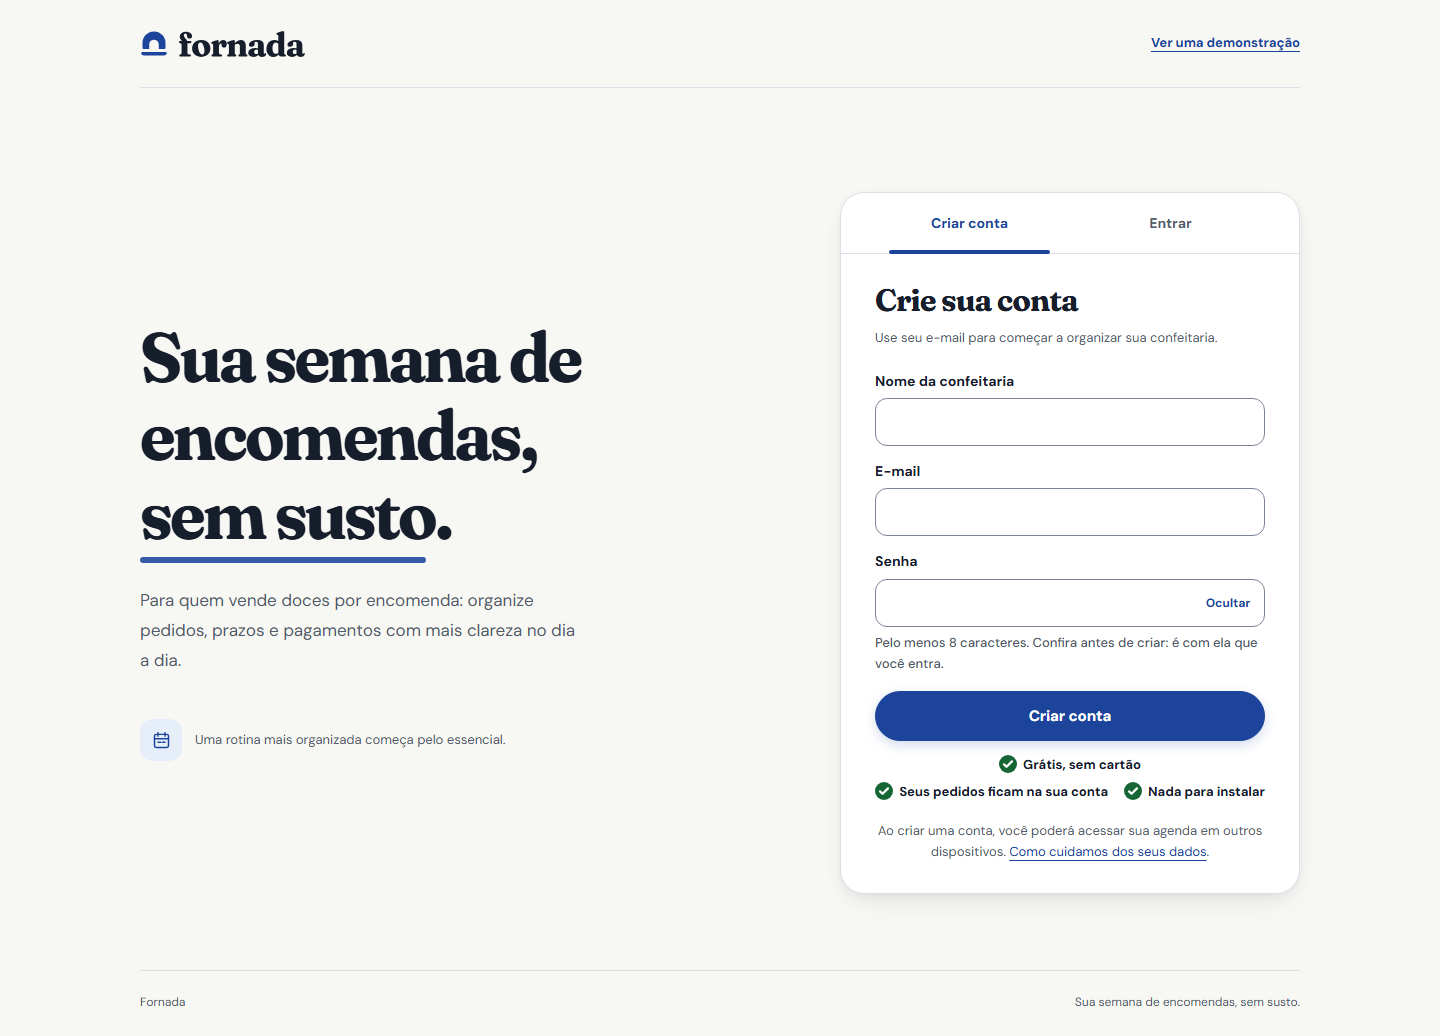 fornada
Ver uma demonstração
Sua semana de
encomendas,
sem susto.
Para quem vende doces por encomenda: organize
pedidos, prazos e pagamentos com mais clareza no dia
a dia.
Uma rotina mais organizada começa pelo essencial.
Criar conta
Entrar
Crie sua conta
Use seu e-mail para começar a organizar sua confeitaria.
Nome da confeitaria
E-mail
Senha
Ocultar
Pelo menos 8 caracteres. Confira antes de criar: é com ela que
você entra.
Criar conta
Grátis, sem cartão
Seus pedidos ficam na sua conta
Nada para instalar
Ao criar uma conta, você poderá acessar sua agenda em outros
dispositivos. Como cuidamos dos seus dados.
Fornada
Sua semana de encomendas, sem susto.